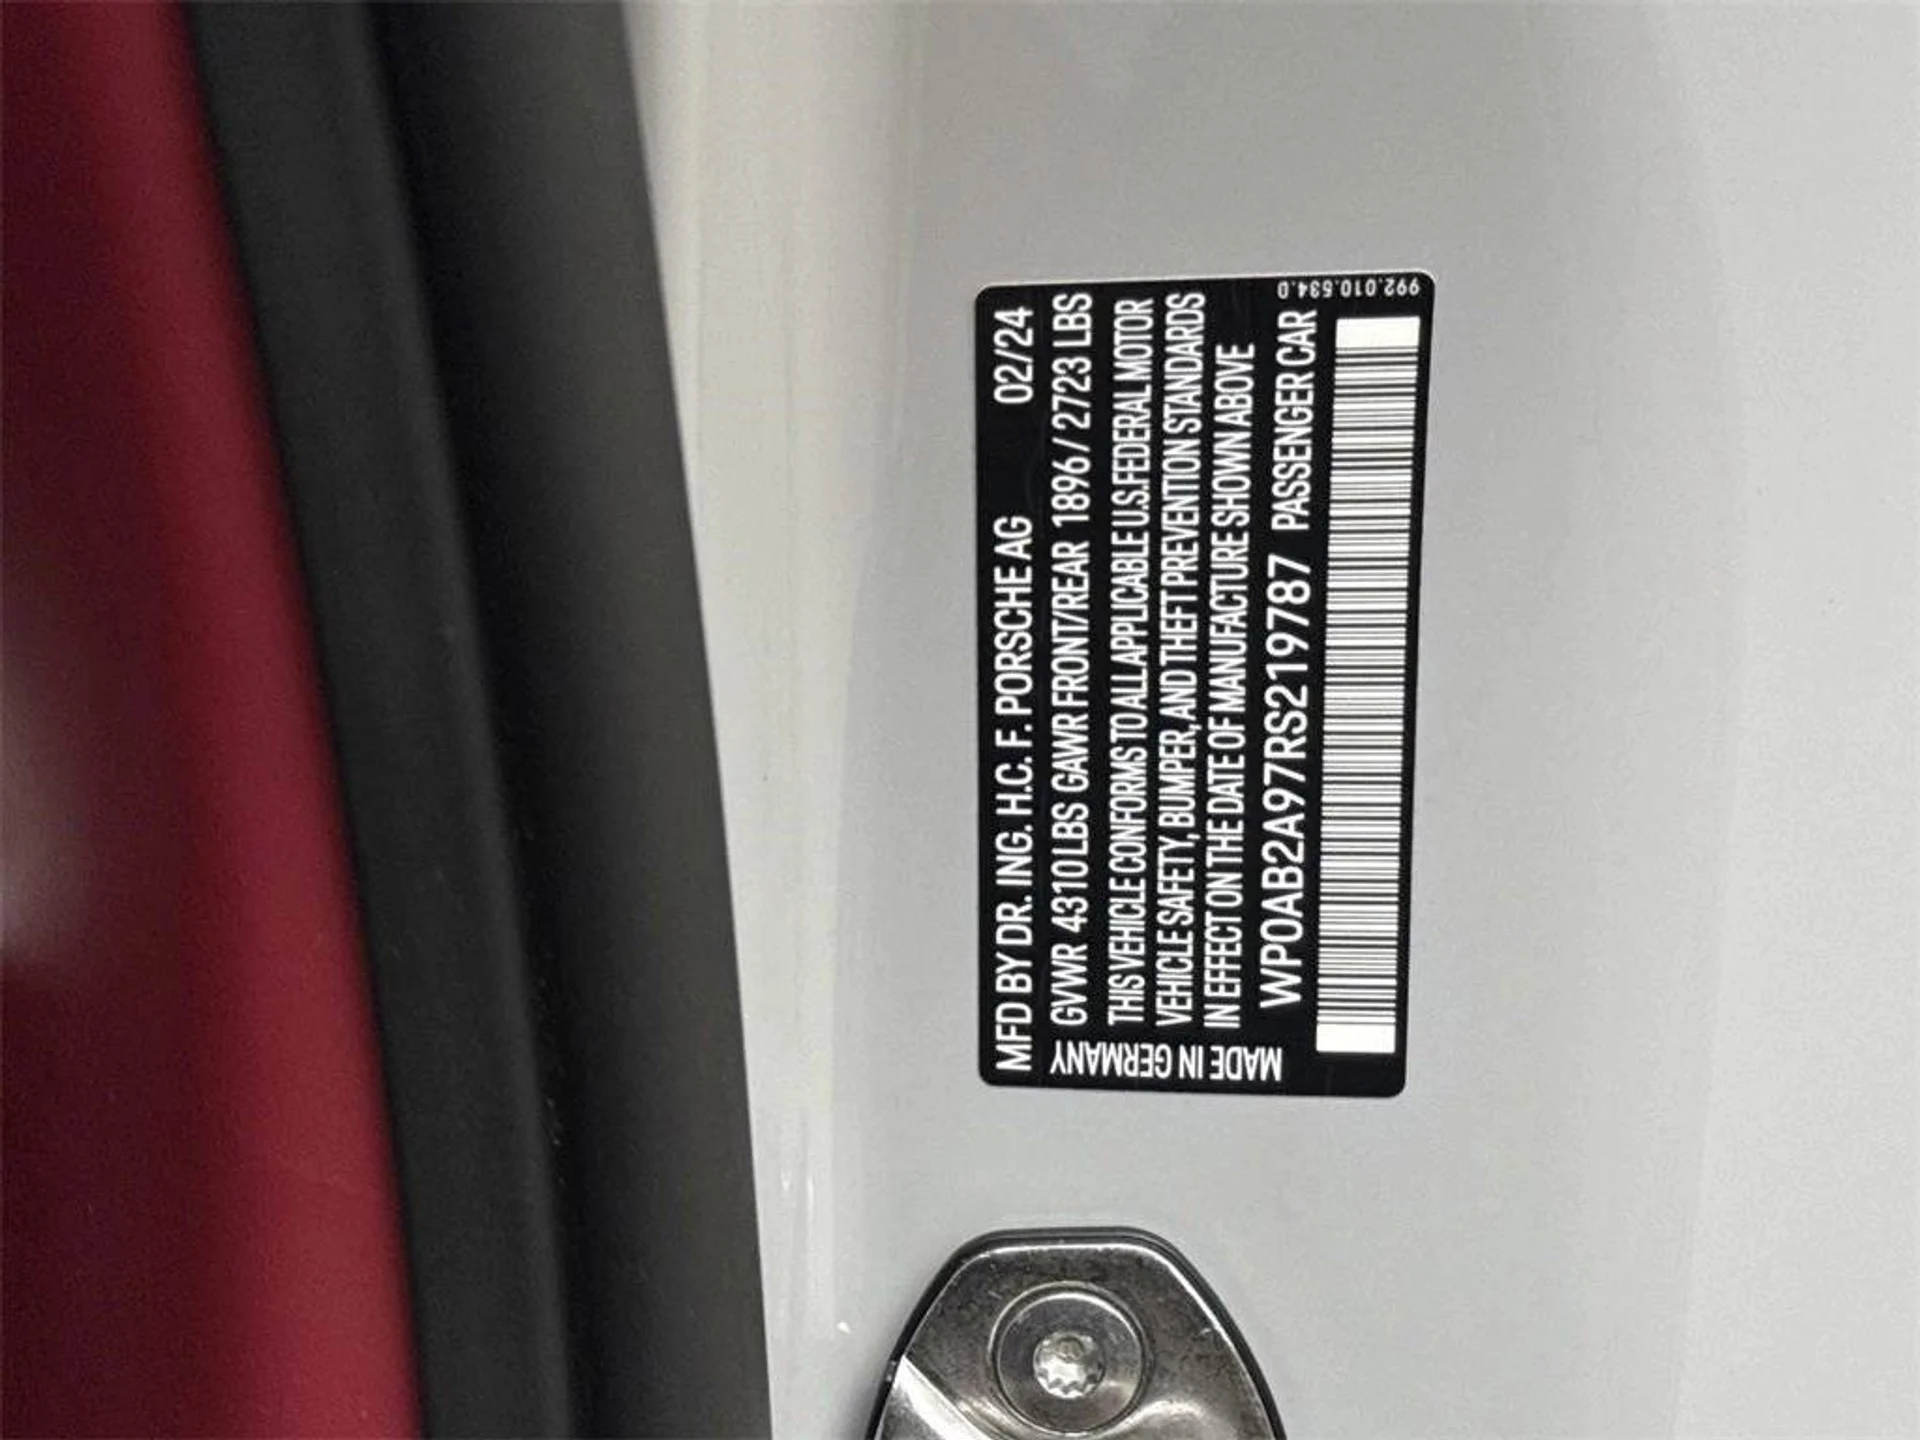 MFD BY DR. ING. H.C. F. PORSCHE AG 02/24
GVWR 4310 LBS GAWR FRONT/REAR 1896 / 2723 LBS
THIS VEHICLE CONFORMS TO ALL APPLICABLE U.S. FEDERAL MOTOR
VEHICLE SAFETY, BUMPER, AND THEFT PREVENTION STANDARDS
IN EFFECT ON THE DATE OF MANUFACTURE SHOWN ABOVE
WP0AB2A97RS219787 PASSENGER CAR
MADE IN GERMANY
992.010.534.0